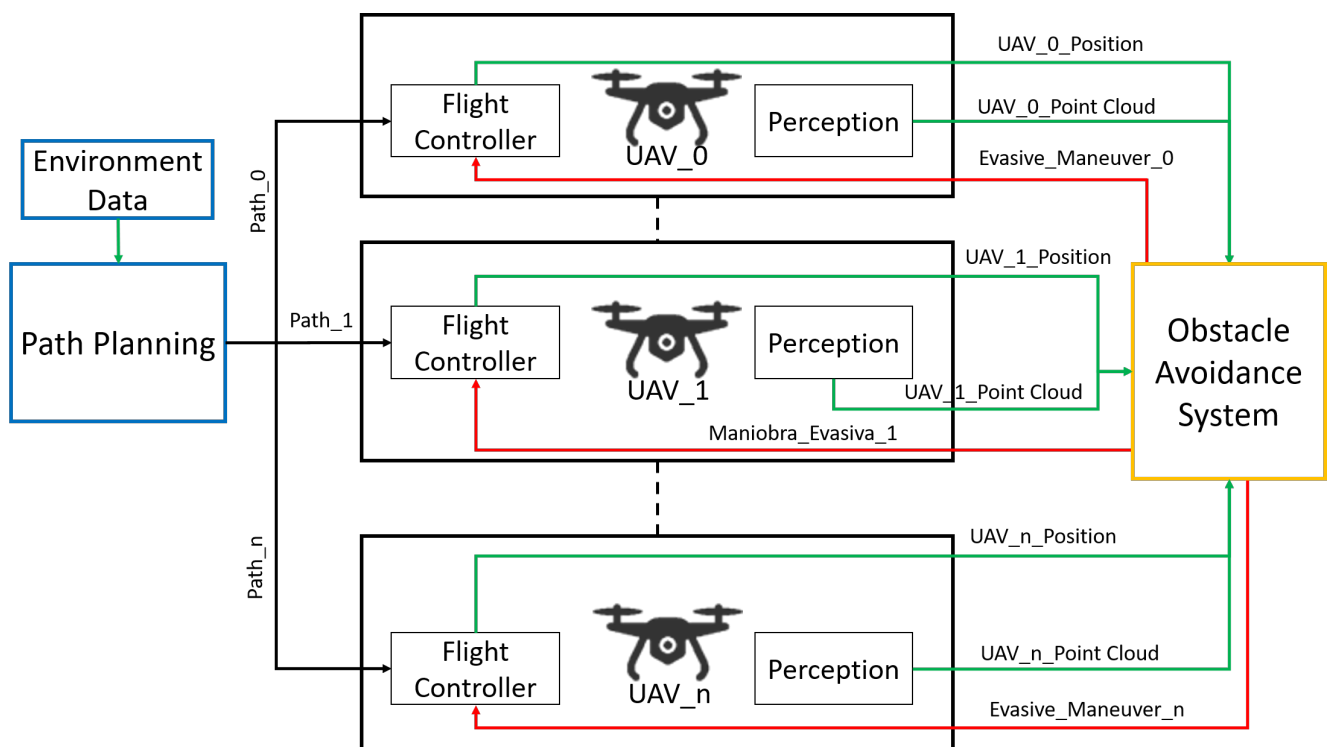 Environment
Data
Path Planning
Path_0
Path_1
Path_n
Flight
Controller
UAV_0
Perception
UAV_0_Position
UAV_0_Point Cloud
Evasive_Maneuver_0
Flight
Controller
UAV_1
Perception
UAV_1_Position
UAV_1_Point Cloud
Maniobra_Evasiva_1
Obstacle
Avoidance
System
Flight
Controller
UAV_n
Perception
UAV_n_Position
UAV_n_Point Cloud
Evasive_Maneuver_n